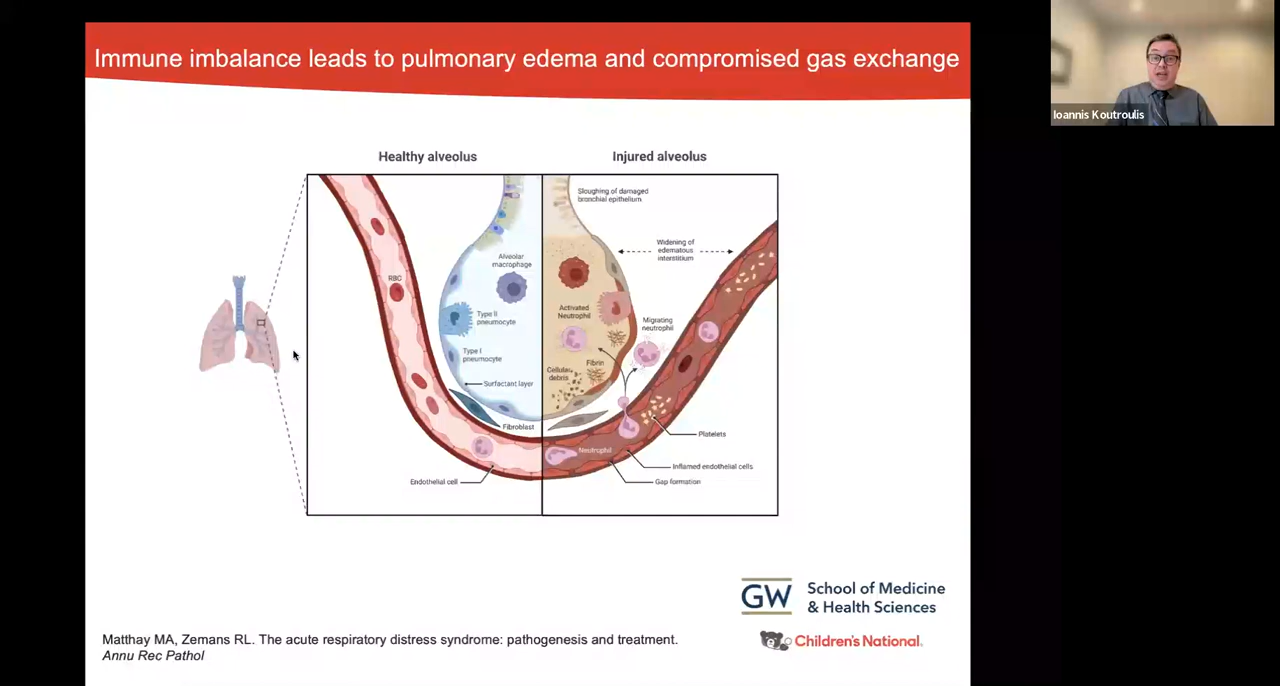 Immune imbalance leads to pulmonary edema and compromised gas exchange
Ioannis Koutroulis
Healthy alveolus
Injured alveolus
Sloughing of damaged
bronchial epithelium
Widening of
edematous
interstitium
Alveolar
macrophage
RBC
Activated
Neutrophil
Type II
pneumocyte
Migrating
neutrophil
Type I
pneumocyte
Fibrin
Cellular
debris
Surfactant layer
Fibroblast
Platelets
Neutrophil
Inflamed endothelial cells
Endothelial cell
Gap formation
GW
School of Medicine
& Health Sciences
Children's National.
Matthay MA, Zemans RL. The acute respiratory distress syndrome: pathogenesis and treatment.
Annu Rec Pathol